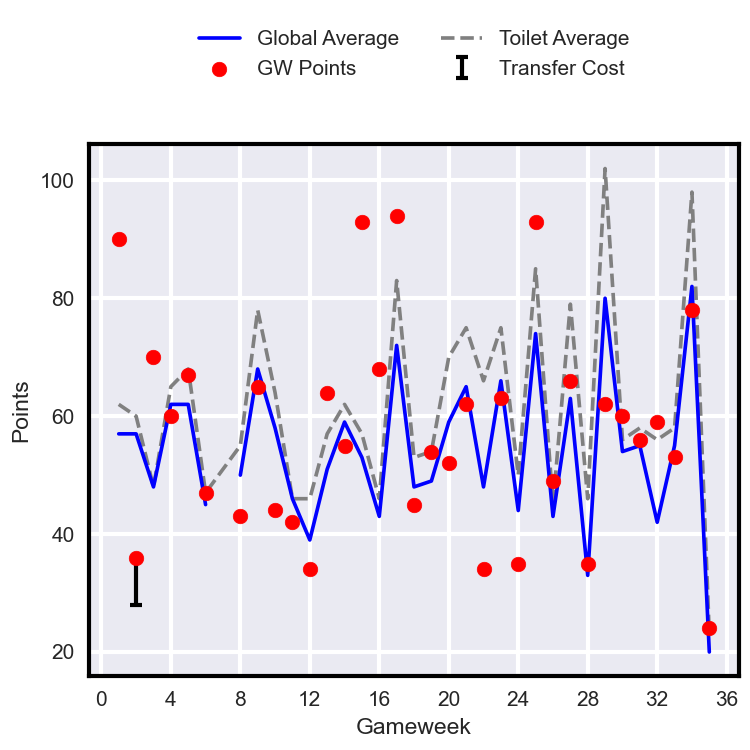 Global Average
Toilet Average
GW Points
Transfer Cost
100
80
60
40
20
Points
0 4 8 12 16 20 24 28 32 36
Gameweek